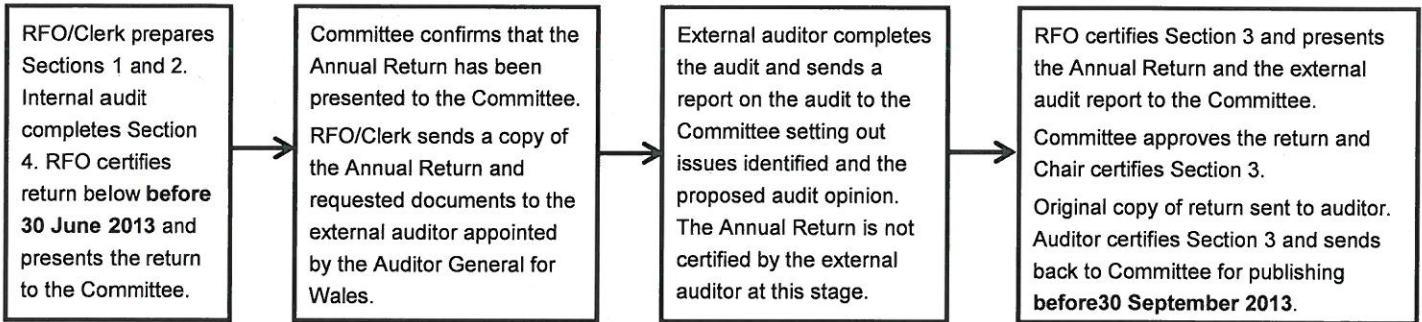 RFO/Clerk prepares
Sections 1 and 2.
Internal audit
completes Section
4. RFO certifies
return below before
30 June 2013 and
presents the return
to the Committee.
Committee confirms that the
Annual Return has been
presented to the Committee.
RFO/Clerk sends a copy of
the Annual Return and
requested documents to the
external auditor appointed
by the Auditor General for
Wales.
External auditor completes
the audit and sends a
report on the audit to the
Committee setting out
issues identified and the
proposed audit opinion.
The Annual Return is not
certified by the external
auditor at this stage.
RFO certifies Section 3 and presents
the Annual Return and the external
audit report to the Committee.
Committee approves the return and
Chair certifies Section 3.
Original copy of return sent to auditor.
Auditor certifies Section 3 and sends
back to Committee for publishing
before30 September 2013.